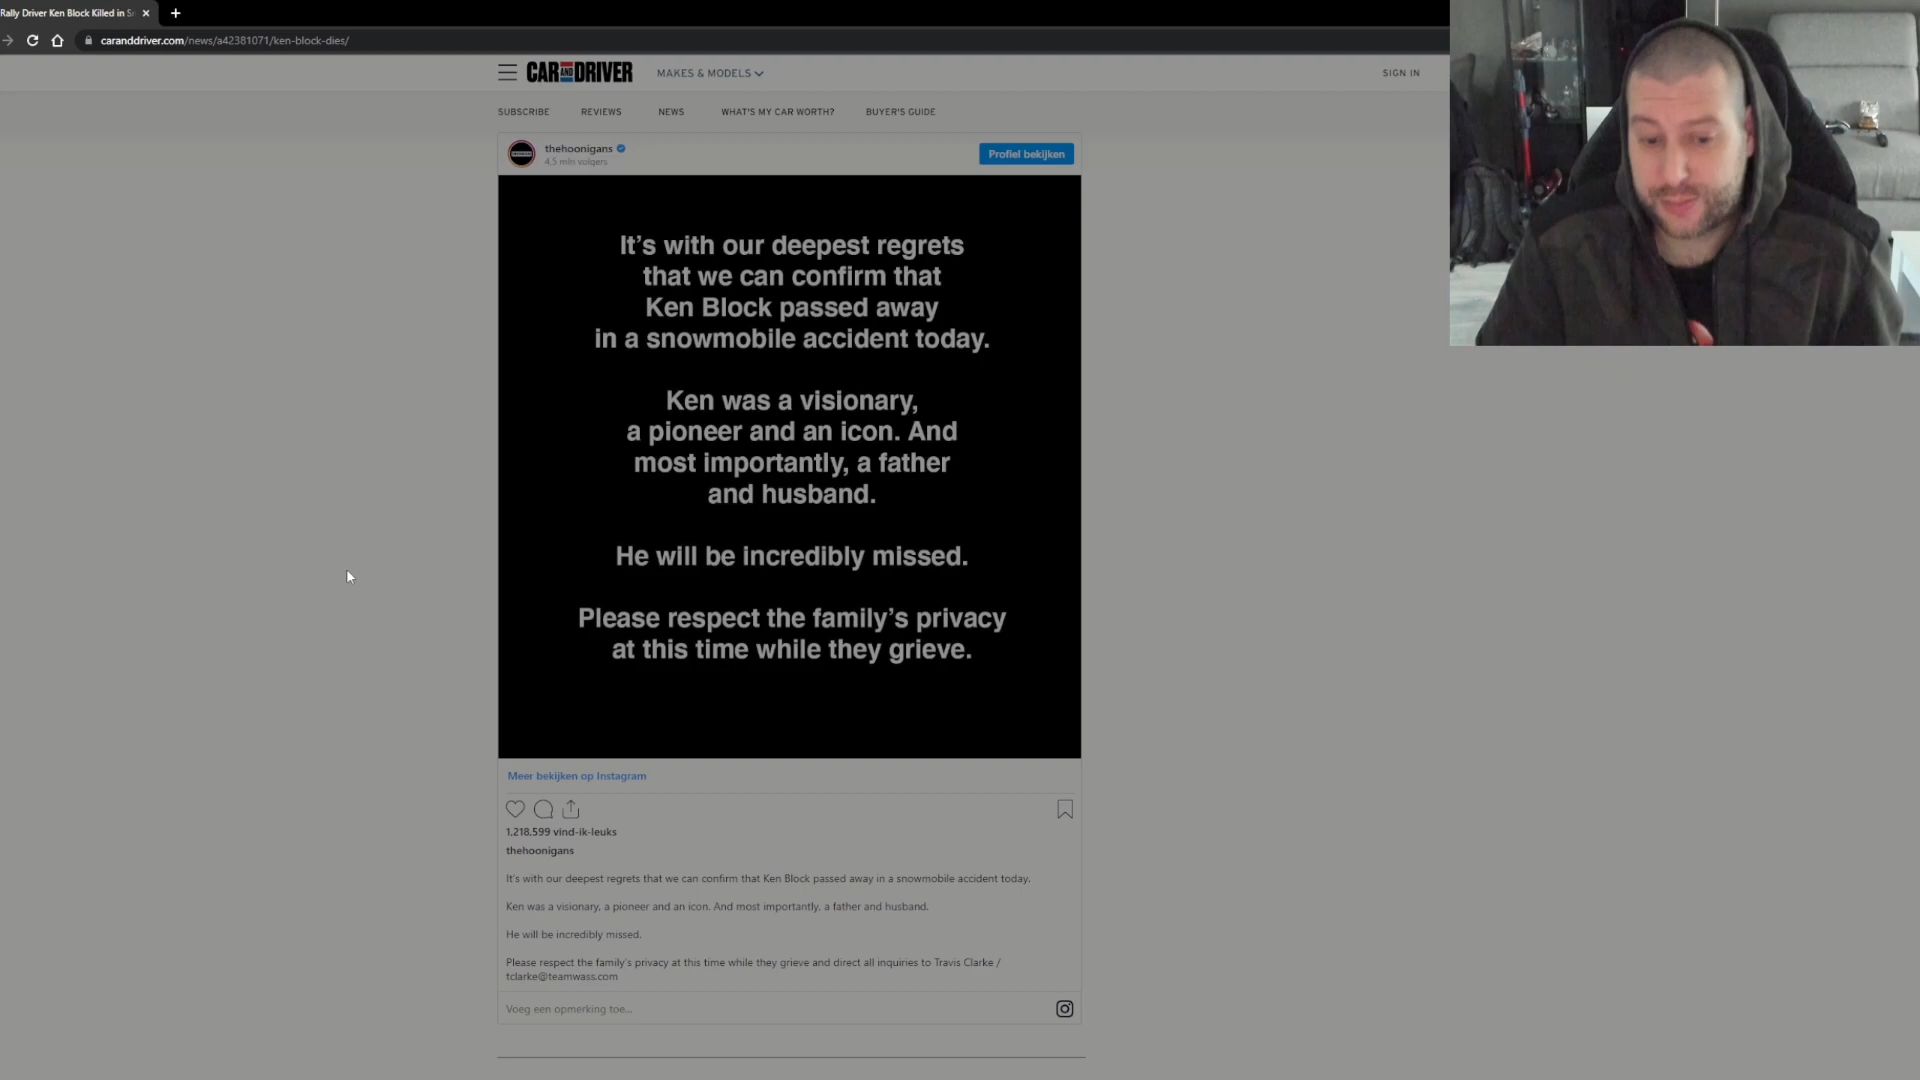 Rally Driver Ken Block Killed in
caranddriver.com/news/a42381071/ken-block-dies/
CAR AND DRIVER
MAKES & MODELS
SIGN IN
SUBSCRIBE
REVIEWS
NEWS
WHAT'S MY CAR WORTH?
BUYER'S GUIDE
thehoonigans
4,5 mln volgers
Profiel bekijken
It’s with our deepest regrets
that we can confirm that
Ken Block passed away
in a snowmobile accident today.
Ken was a visionary,
a pioneer and an icon. And
most importantly, a father
and husband.
He will be incredibly missed.
Please respect the family’s privacy
at this time while they grieve.
Meer bekijken op Instagram
1.218.599 vind-ik-leuks
thehoonigans
It's with our deepest regrets that we can confirm that Ken Block passed away in a snowmobile accident today.
Ken was a visionary, a pioneer and an icon. And most importantly, a father and husband.
He will be incredibly missed.
Please respect the family's privacy at this time while they grieve and direct all inquiries to Travis Clarke /
tclarke@teamwass.com
Voeg een opmerking toe...